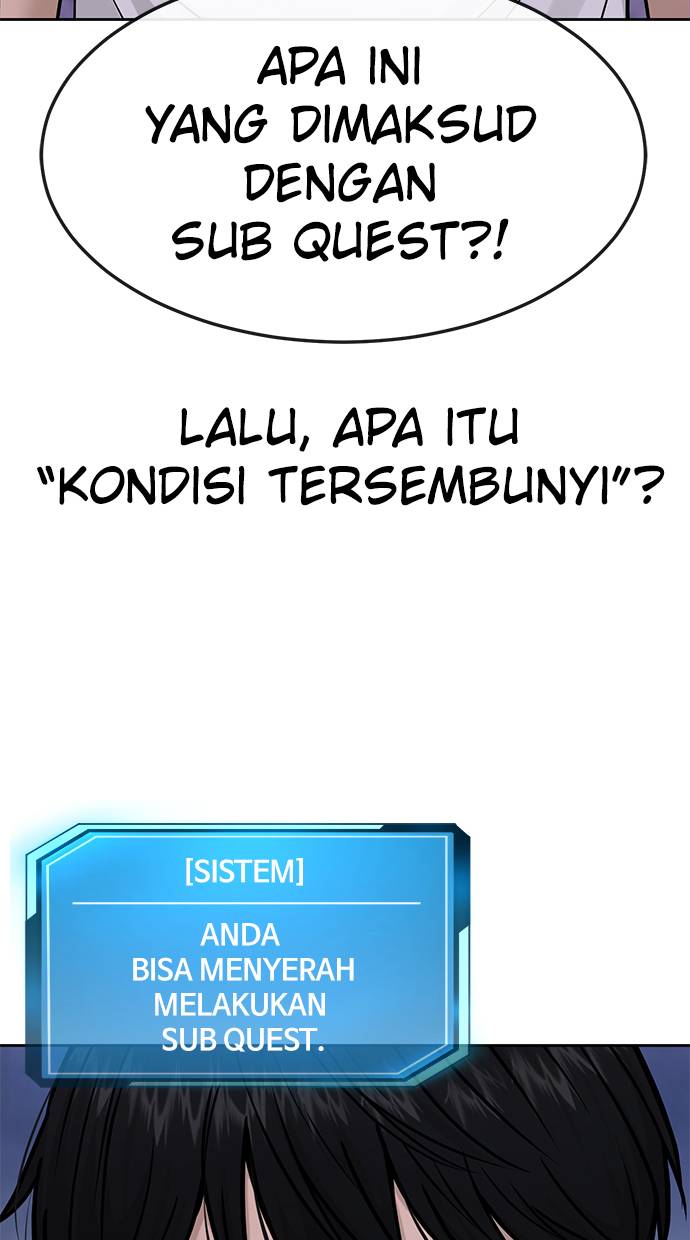 APA INI
YANG DIMAKSUD
DENGAN
SUB QUEST?!
LALU, APA ITU
“KONDISI TERSEMBUNYI”?
[SISTEM]
ANDA
BISA MENYERAH
MELAKUKAN
SUB QUEST.